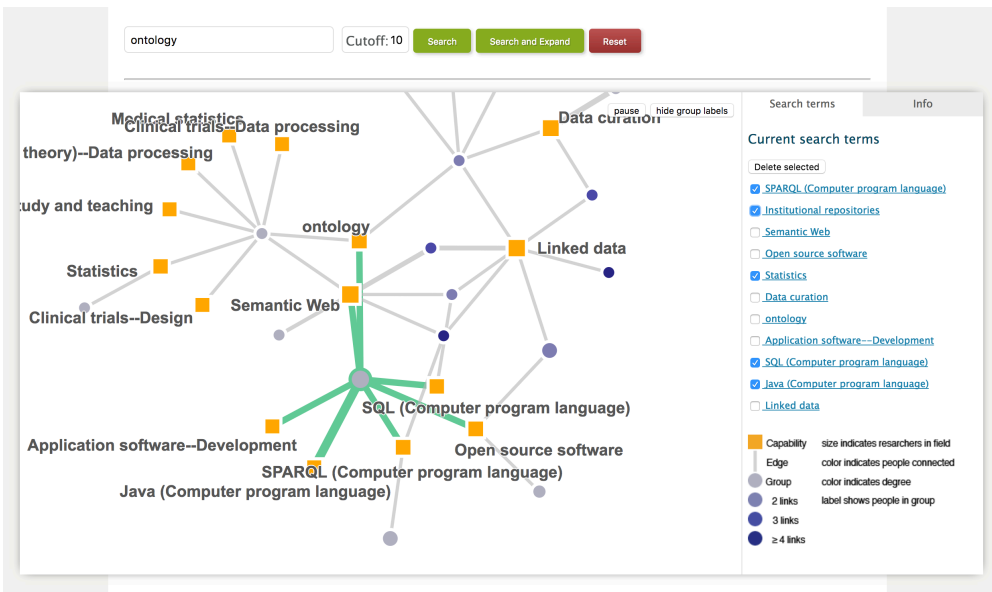 ontology
Cutoff: 10
Search
Search and Expand
Reset
pause
hide group labels
Medical statistics
Clinical trials--Data processing
Data curation
theory)--Data processing
and teaching
ontology
Linked data
Statistics
Semantic Web
Clinical trials--Design
SQL (Computer program language)
Application software--Development
Open source software
SPARQL (Computer program language)
Java (Computer program language)
Search terms
Info
Current search terms
Delete selected
SPARQL (Computer program language)
Institutional repositories
Semantic Web
Open source software
Statistics
Data curation
ontology
Application software--Development
SQL (Computer program language)
Java (Computer program language)
Linked data
Capability size indicates resarchers in field
Edge color indicates people connected
Group color indicates degree
2 links label shows people in group
3 links
≥ 4 links